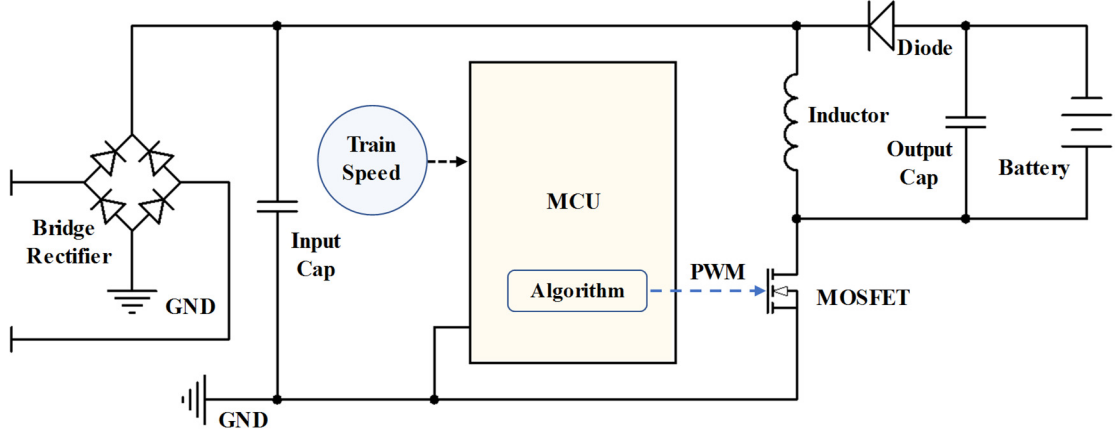 Diode
Train
Speed
Inductor
Output
Cap
Battery
MCU
Bridge
Rectifier
Input
Cap
PWM
Algorithm
MOSFET
GND
GND